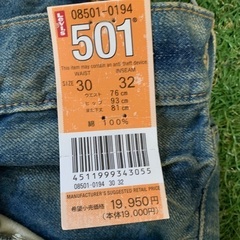 LEVI'S
08501-0194
501®
This item may contain an anti theft device
WAIST INSEAM
SIZE 30 32
ウエスト 76 cm
ヒップ 93 cm
また下 81 cm
綿 100%
4511999343055
08501-0194 30 32
MANUFACTURER'S SUGGESTED RETAIL PRICE
希望小売価格 19,950円
(本体19,000円)